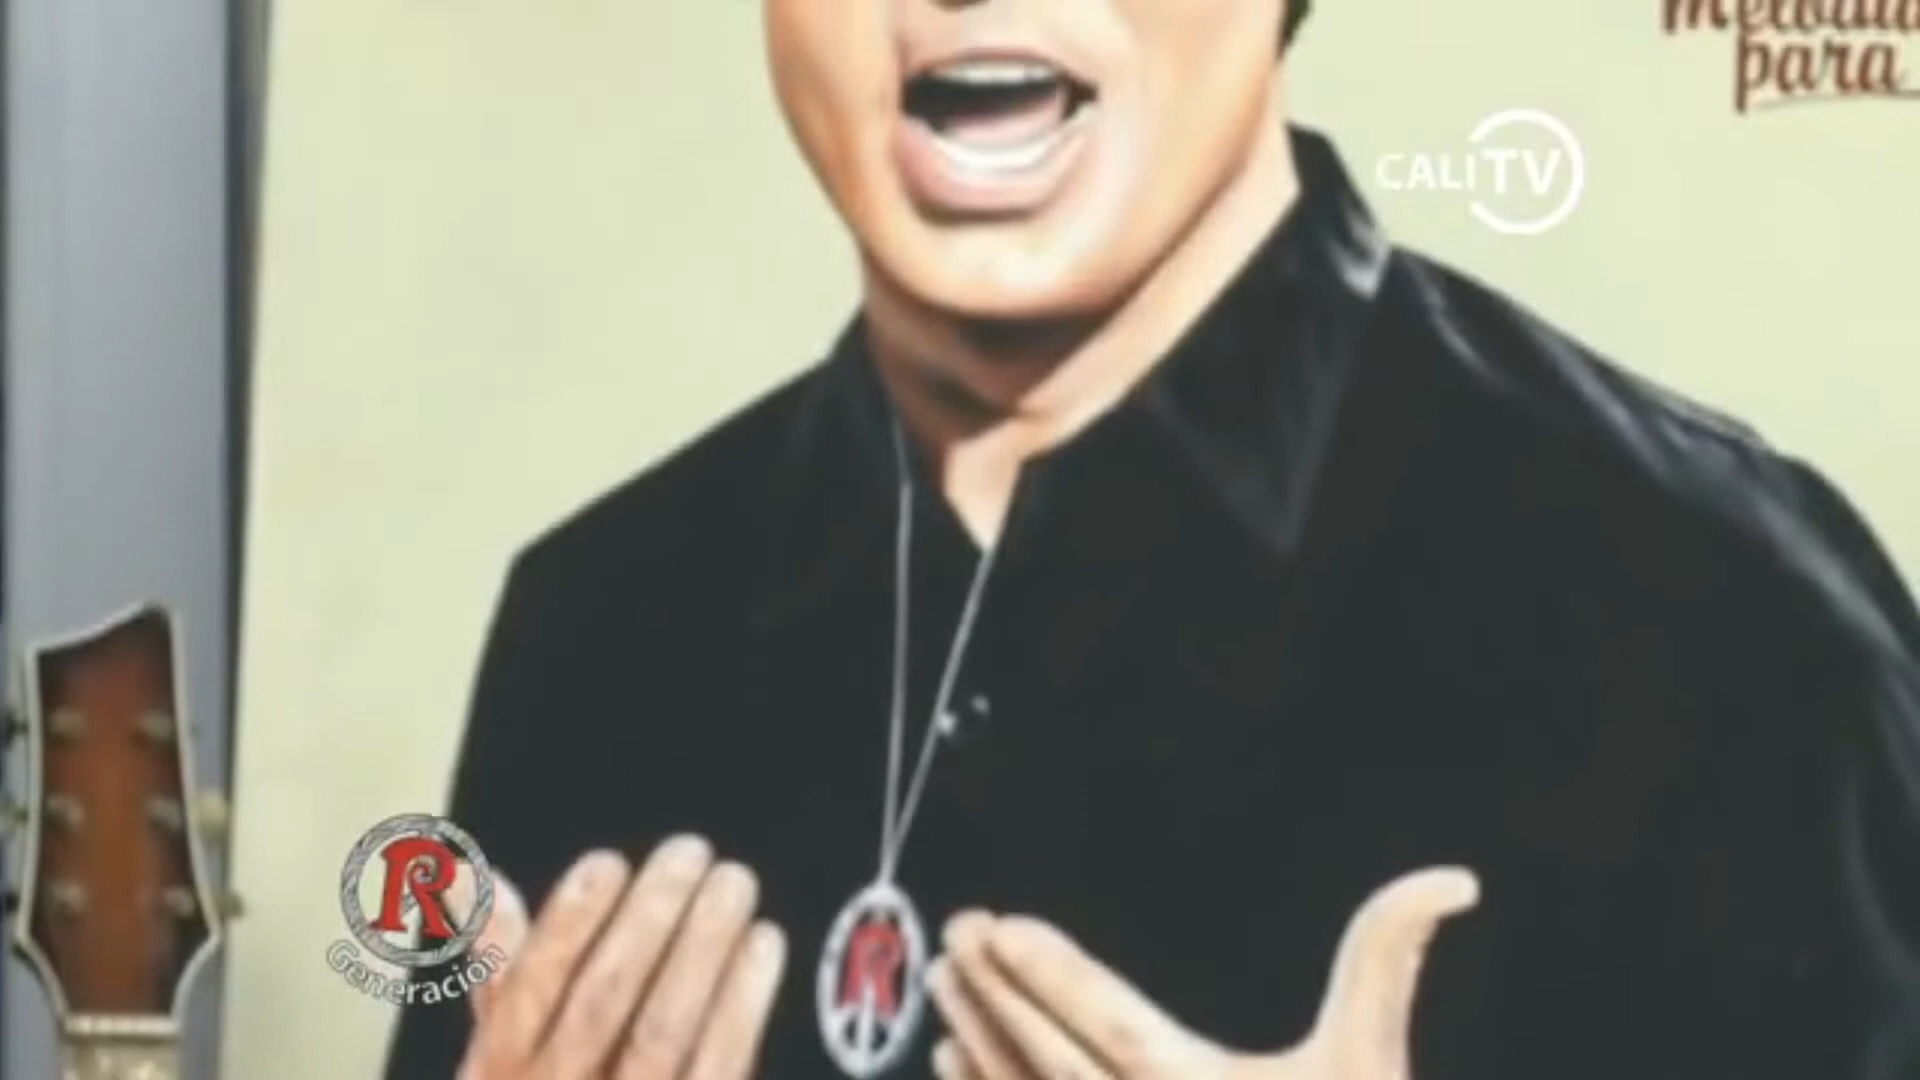 para
CALI TV
R
Generación
R